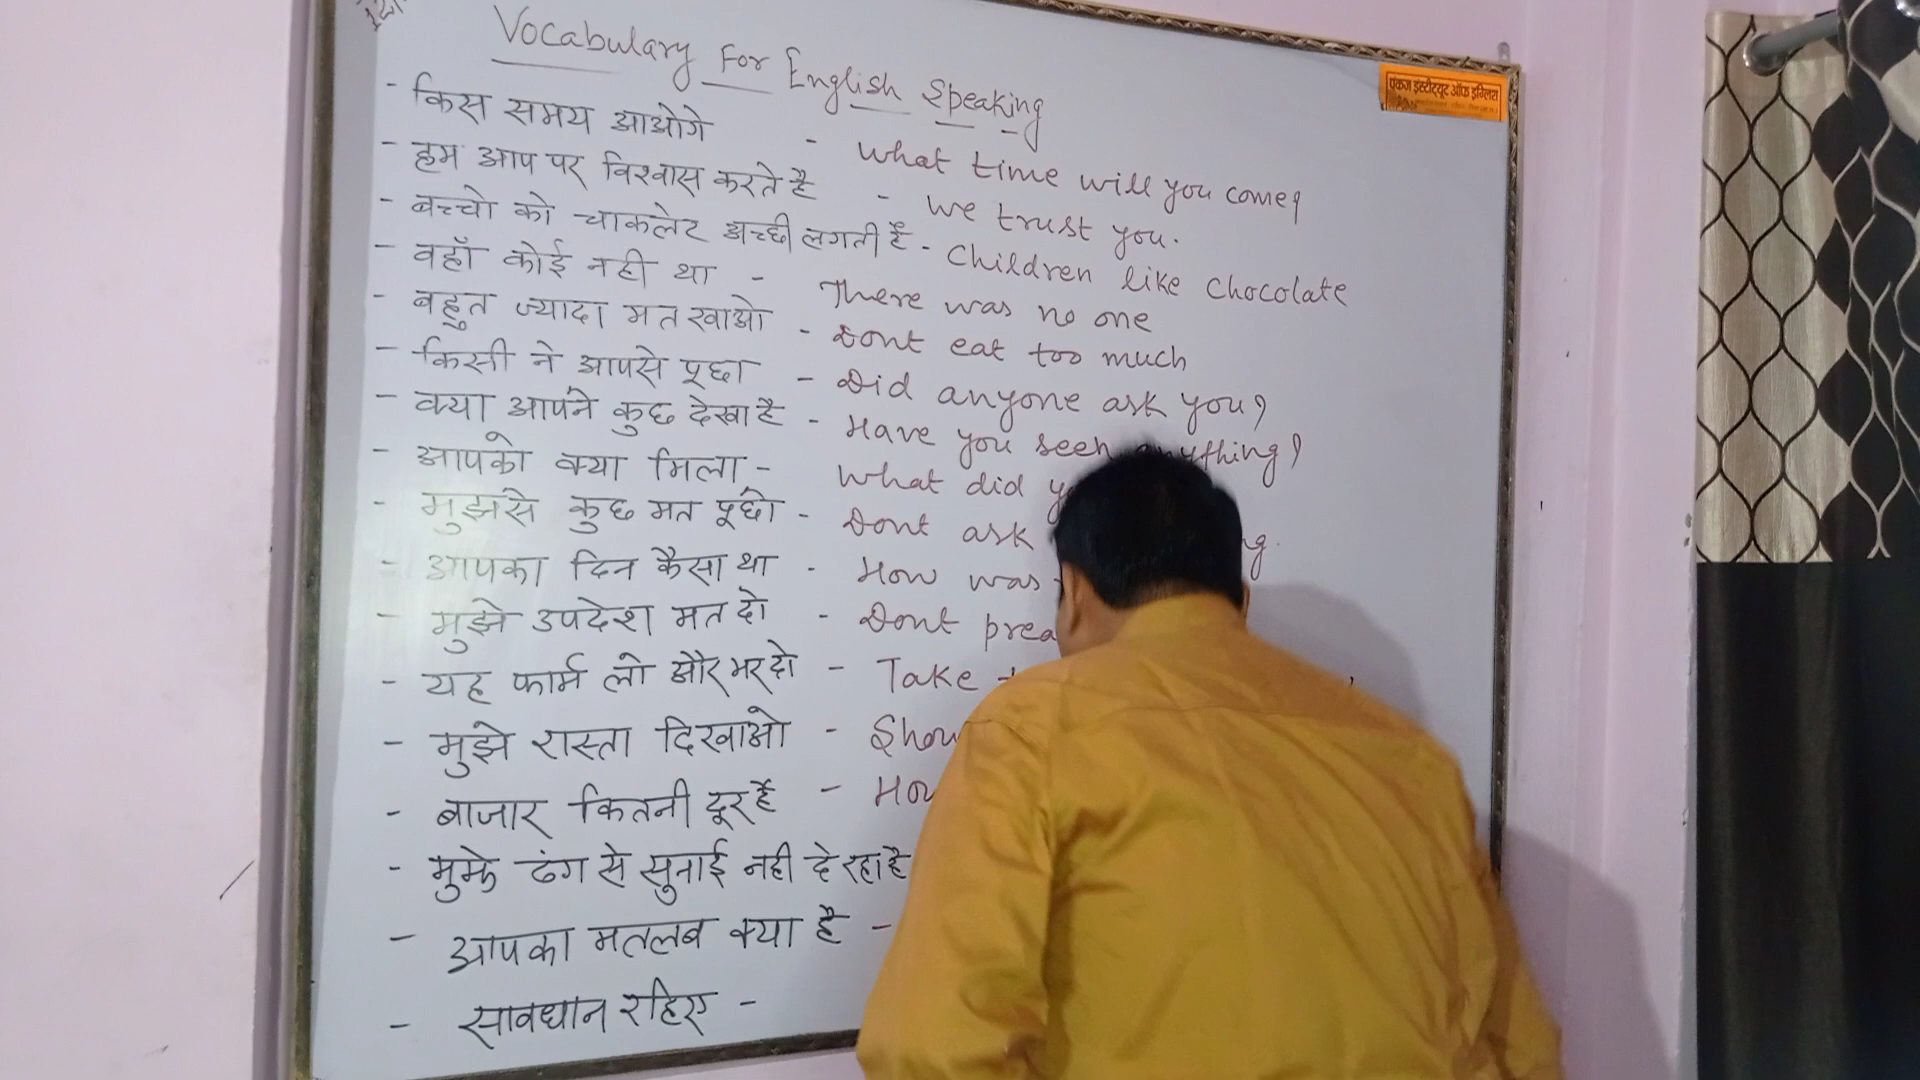 Vocabulary For English Speaking
पंकज इंस्टीट्यूट ऑफ इंग्लिश
- किस समय आओगे - What time will you come?
- हम आप पर विश्वास करते है - We trust you.
- बच्चो को चाकलेट अच्छी लगती है - Children like chocolate
- वहाँ कोई नही था - There was no one
- बहुत ज्यादा मत खाओ - Dont eat too much
- किसी ने आपसे पूछा - Did anyone ask you?
- क्या आपने कुछ देखा है - Have you seen anything?
- आपको क्या मिला - What did
- मुझसे कुछ मत पूंछो - Dont ask
- आपका दिन कैसा था - How was
- मुझे उपदेश मत दो - Dont
- यह फार्म लो और भर दो - Take
- मुझे रास्ता दिखाओ -
- बाजार कितनी दूर है -
- मुझे ढंग से सुनाई नही दे रहा है
- आपका मतलब क्या है -
- सावधान रहिए -